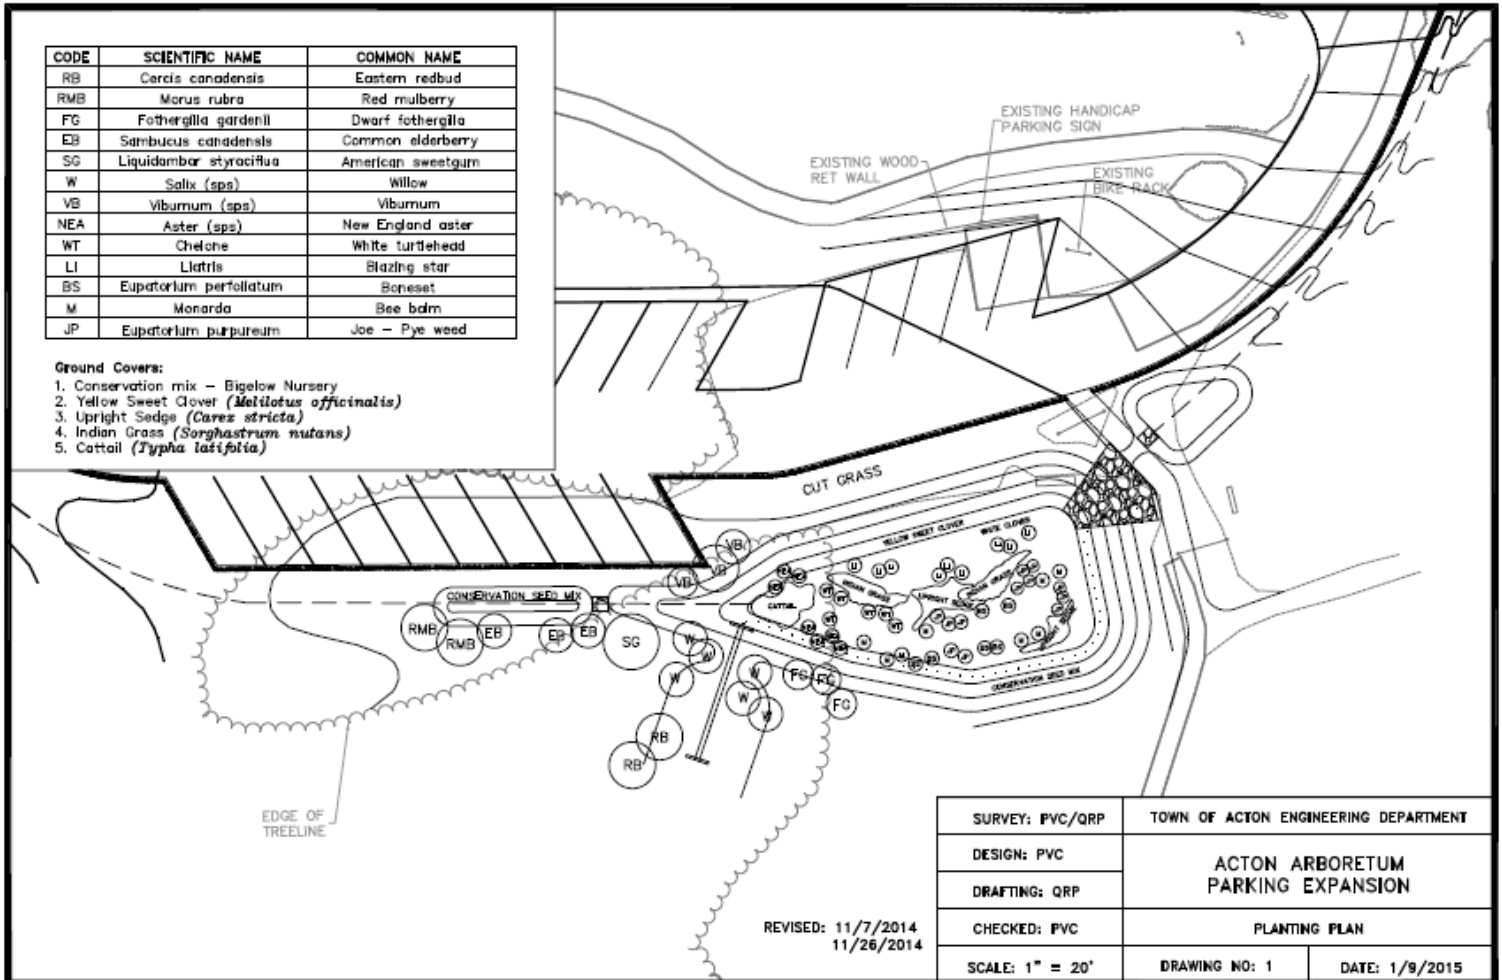 CODE SCIENTIFIC NAME COMMON NAME
RB Cercis canadensis Eastern redbud
RMB Morus rubra Red mulberry
FG Fothergilla gardenii Dwarf fothergilla
EB Sambucus canadensis Common elderberry
SG Liquidambar styraciflua American sweetgum
W Salix (sps) Willow
VB Viburnum (sps) Viburnum
NEA Aster (sps) New England aster
WT Chelone White turtlehead
LI Liatris Blazing star
BS Eupatorium perfoliatum Boneset
M Monarda Bee balm
JP Eupatorium purpureum Joe – Pye weed
Ground Covers:
1. Conservation mix – Bigelow Nursery
2. Yellow Sweet Clover (Melilotus officinalis)
3. Upright Sedge (Carex stricta)
4. Indian Grass (Sorghastrum nutans)
5. Cattail (Typha latifolia)
EXISTING HANDICAP
PARKING SIGN
EXISTING WOOD
RET WALL
EXISTING
BIKE RACK
CUT GRASS
YELLOW SWEET CLOVER
WHITE CLOVER
INDIAN GRASS
UPRIGHT SEDGE
INDIAN GRASS
CATTAIL
CONSERVATION SEED MIX
CONSERVATION SEED MIX
VB
VB
VB
RMB
RMB
EB
EB
EB
SG
W
W
W
W
W
W
FG
FG
FG
RB
RB
EDGE OF
TREELINE
REVISED: 11/7/2014
11/26/2014
SURVEY: PVC/QRP
DESIGN: PVC
DRAFTING: QRP
CHECKED: PVC
SCALE: 1" = 20'
TOWN OF ACTON ENGINEERING DEPARTMENT
ACTON ARBORETUM
PARKING EXPANSION
PLANTING PLAN
DRAWING NO: 1
DATE: 1/9/2015